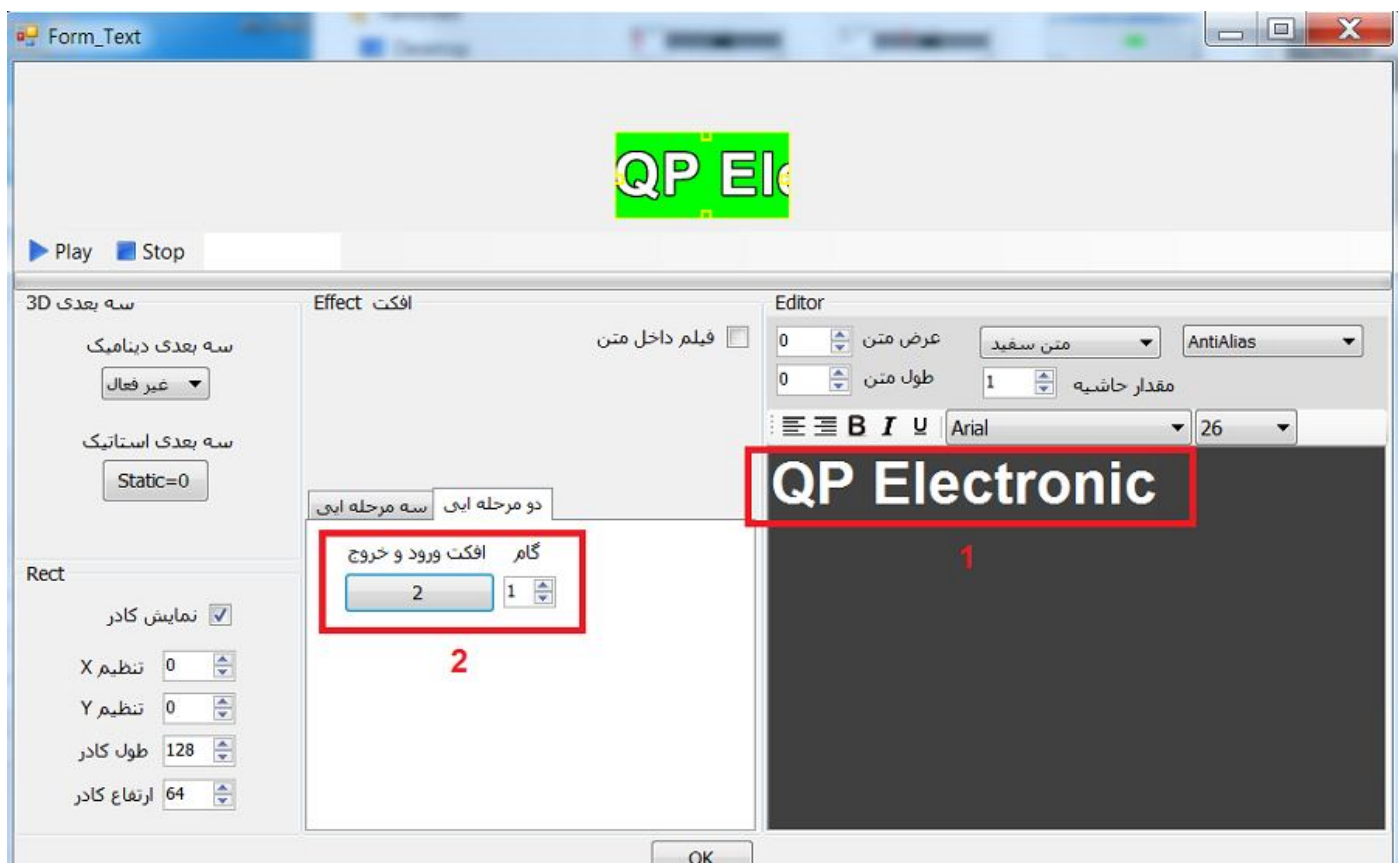 Form_Text
QP Ele
Play Stop
سه بعدی 3D
سه بعدی دینامیک
غیر فعال
سه بعدی استاتیک
Static=0
Rect
نمایش کادر
تنظیم X 0
تنظیم Y 0
طول کادر 128
ارتفاع کادر 64
افکت Effect
فیلم داخل متن
دو مرحله ایی سه مرحله ایی
گام افکت ورود و خروج
2 1
2
Editor
0 عرض متن متن سفید AntiAlias
0 طول متن 1 مقدار حاشیه
B I U Arial 26
QP Electronic
1
OK